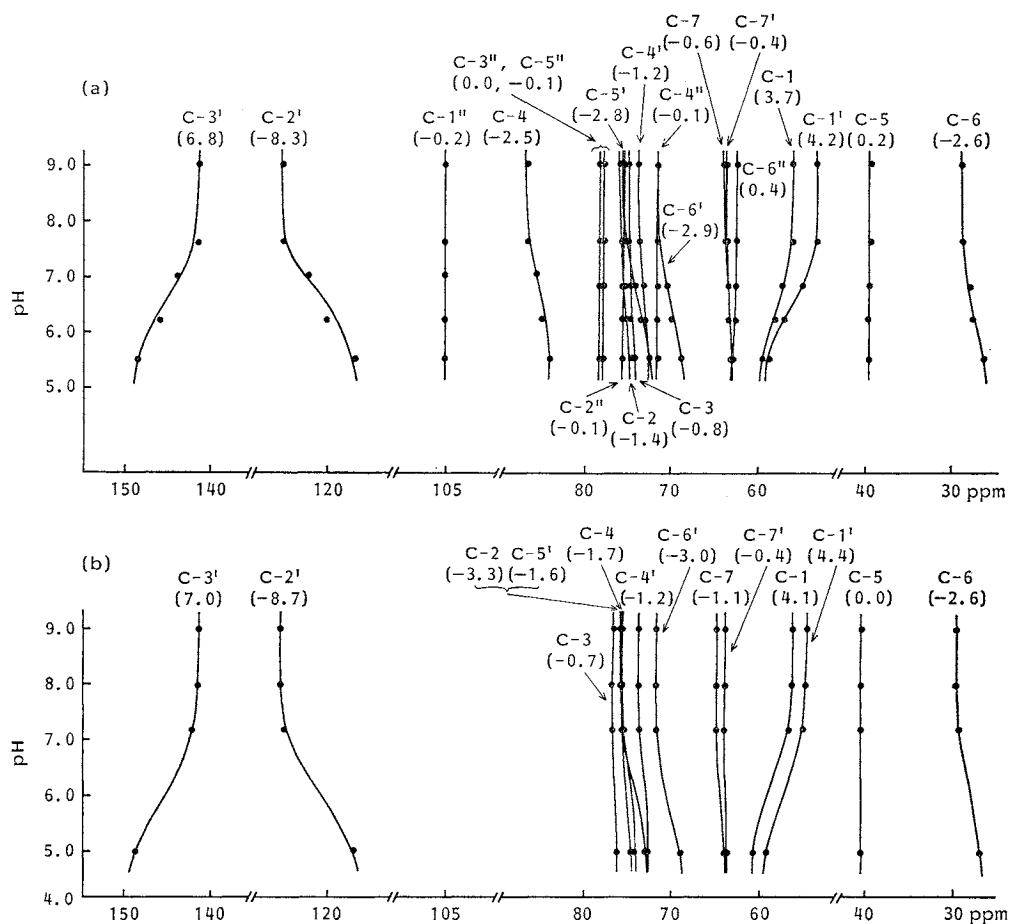 (a)
C-3'
(6.8)
C-2'
(-8.3)
C-1"
(-0.2)
C-4
(-2.5)
C-3", C-5"
(0.0, -0.1)
C-5'
(-2.8)
C-4'
(-1.2)
C-4"
(-0.1)
C-7
(-0.6)
C-7'
(-0.4)
C-1
(3.7)
C-1'
(4.2)
C-5
(0.2)
C-6
(-2.6)
C-6"
(0.4)
C-6'
(-2.9)
C-2"
(-0.1)
C-2
(-1.4)
C-3
(-0.8)
pH
9.0
8.0
7.0
6.0
5.0
150 140 120 105 80 70 60 40 30 ppm
(b)
C-3'
(7.0)
C-2'
(-8.7)
C-2
(-3.3)
C-5'
(-1.6)
C-4
(-1.7)
C-4'
(-1.2)
C-6'
(-3.0)
C-7
(-1.1)
C-7'
(-0.4)
C-1
(4.1)
C-1'
(4.4)
C-5
(0.0)
C-6
(-2.6)
C-3
(-0.7)
pH
9.0
8.0
7.0
6.0
5.0
4.0
150 140 120 105 80 70 60 40 30 ppm